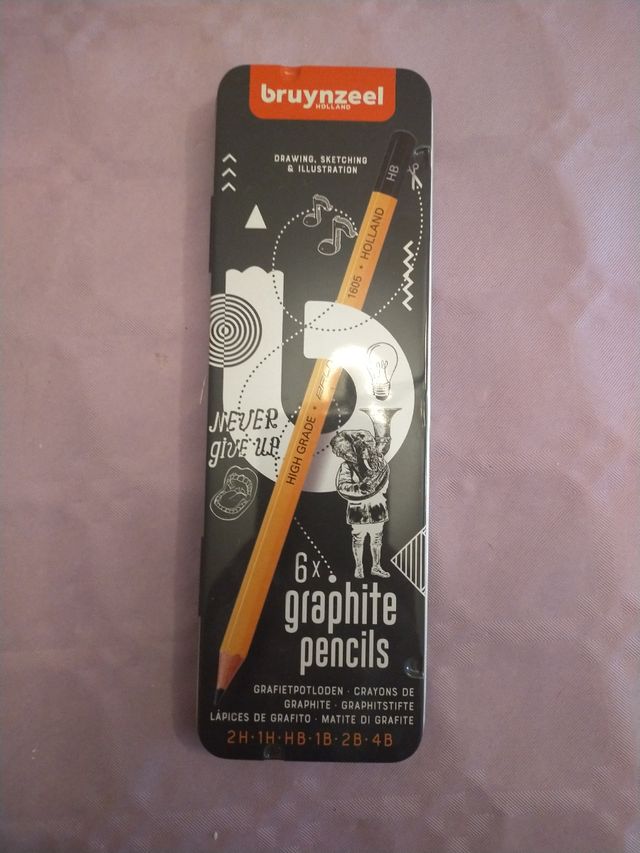 bruynzeel
HOLLAND
DRAWING, SKETCHING
& ILLUSTRATION
HB
1605 • HOLLAND
HIGH GRADE •
b
NEVER
giVE UP
6x
graphite
pencils
GRAFIETPOTLODEN · CRAYONS DE
GRAPHITE · GRAPHITSTIFTE
LÁPICES DE GRAFITO · MATITE DI GRAFITE
2H·1H·HB·1B·2B·4B